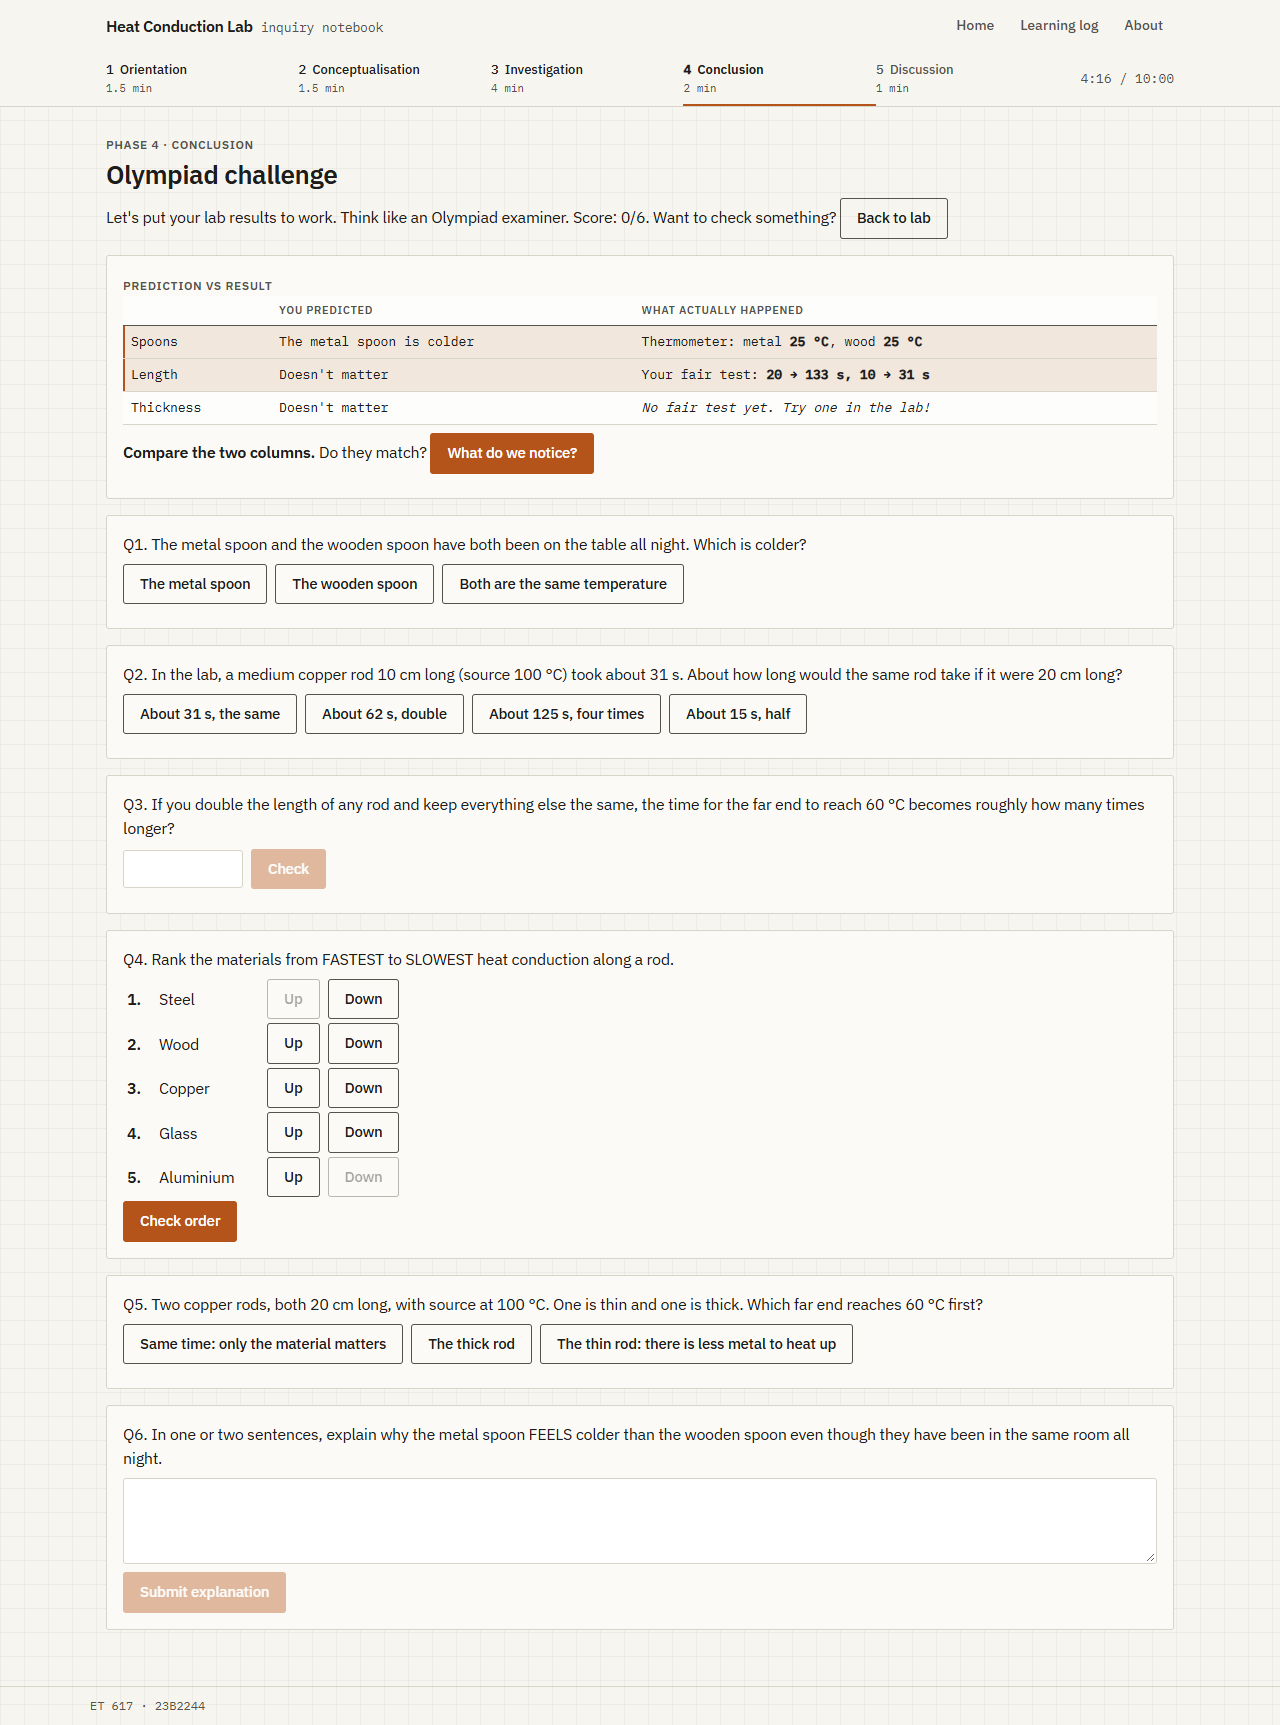 Heat Conduction Lab inquiry notebook
Home Learning log About
1 Orientation
1.5 min
2 Conceptualisation
1.5 min
3 Investigation
4 min
4 Conclusion
2 min
5 Discussion
1 min
4:16 / 10:00
PHASE 4 · CONCLUSION
Olympiad challenge
Let's put your lab results to work. Think like an Olympiad examiner. Score: 0/6. Want to check something? Back to lab
PREDICTION VS RESULT
YOU PREDICTED WHAT ACTUALLY HAPPENED
Spoons The metal spoon is colder Thermometer: metal 25 °C, wood 25 °C
Length Doesn't matter Your fair test: 20 → 133 s, 10 → 31 s
Thickness Doesn't matter No fair test yet. Try one in the lab!
Compare the two columns. Do they match? What do we notice?
Q1. The metal spoon and the wooden spoon have both been on the table all night. Which is colder?
The metal spoon The wooden spoon Both are the same temperature
Q2. In the lab, a medium copper rod 10 cm long (source 100 °C) took about 31 s. About how long would the same rod take if it were 20 cm long?
About 31 s, the same About 62 s, double About 125 s, four times About 15 s, half
Q3. If you double the length of any rod and keep everything else the same, the time for the far end to reach 60 °C becomes roughly how many times
longer?
Check
Q4. Rank the materials from FASTEST to SLOWEST heat conduction along a rod.
1. Steel Up Down
2. Wood Up Down
3. Copper Up Down
4. Glass Up Down
5. Aluminium Up Down
Check order
Q5. Two copper rods, both 20 cm long, with source at 100 °C. One is thin and one is thick. Which far end reaches 60 °C first?
Same time: only the material matters The thick rod The thin rod: there is less metal to heat up
Q6. In one or two sentences, explain why the metal spoon FEELS colder than the wooden spoon even though they have been in the same room all
night.
Submit explanation
ET 617 · 23B2244